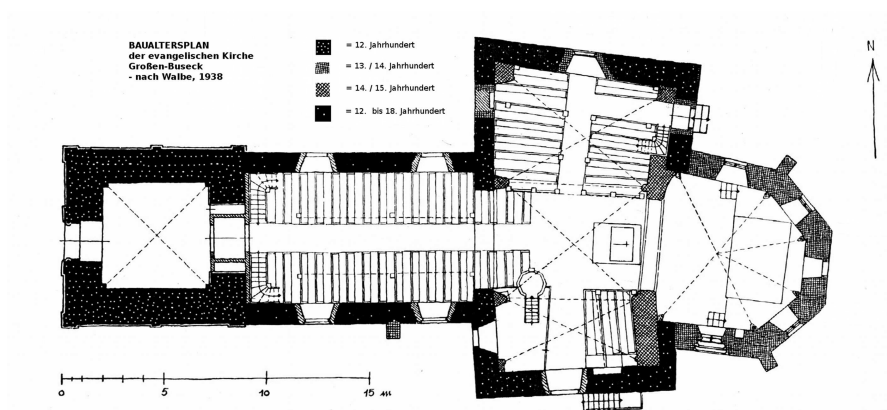 BAUALTERSPLAN
der evangelischen Kirche
Großen-Buseck
- nach Walbe, 1938
= 12. Jahrhundert
= 13. / 14. Jahrhundert
= 14. / 15. Jahrhundert
= 12. bis 18. Jahrhundert
N
0 5 10 15 m